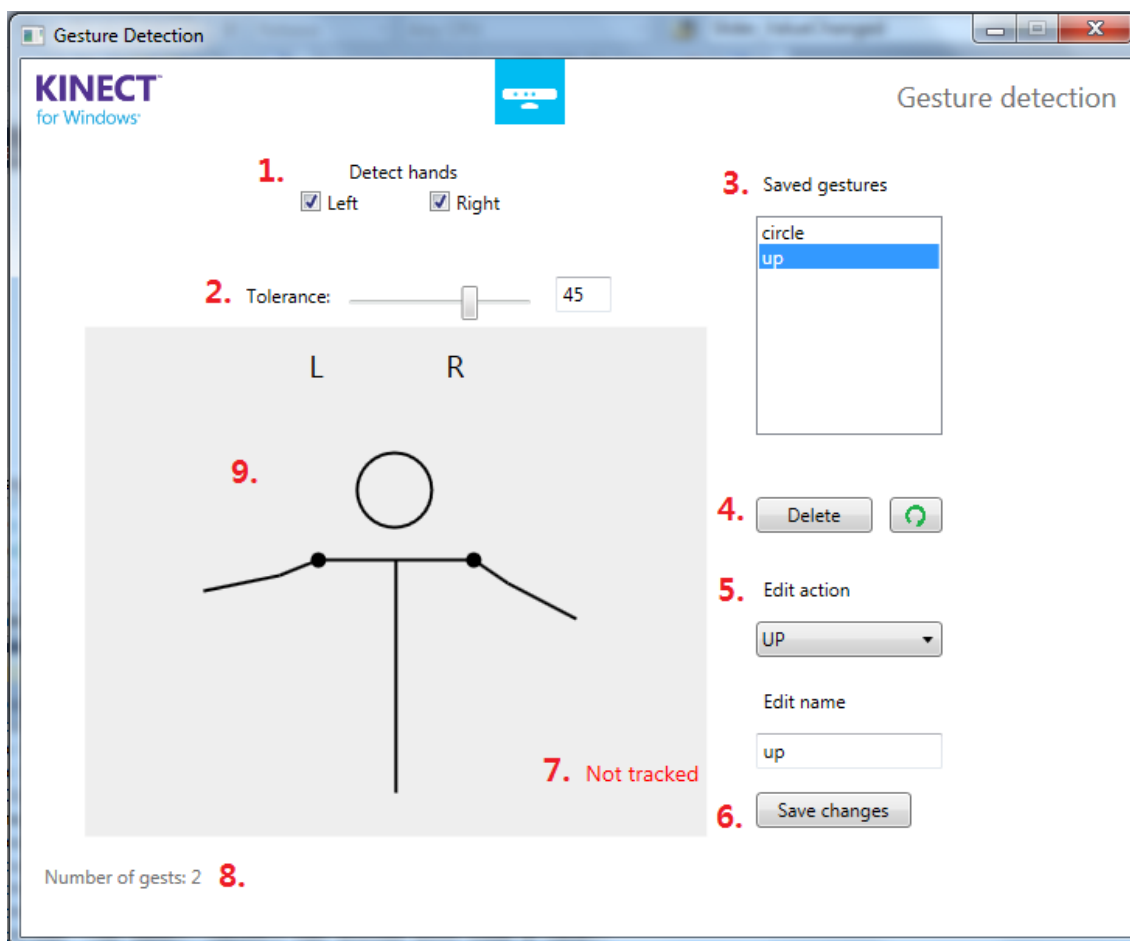 Gesture Detection
KINECT™
for Windows®
Gesture detection
1. Detect hands
Left Right
2. Tolerance: 45
L R
9.
7. Not tracked
Number of gests: 2 8.
3. Saved gestures
circle
up
4. Delete
5. Edit action
UP
Edit name
up
6. Save changes